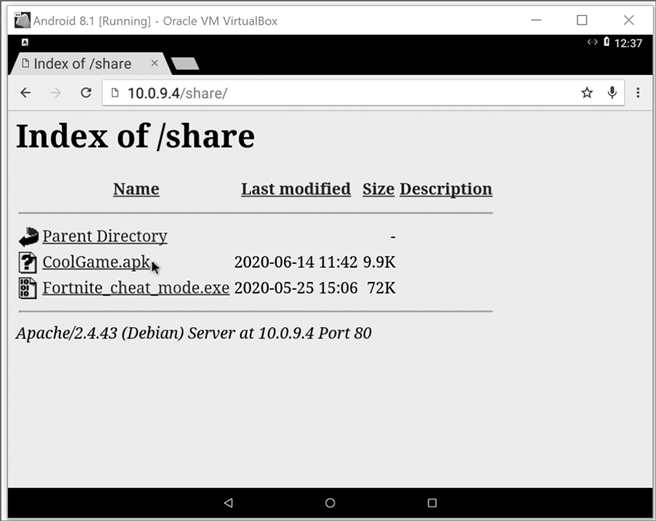 Android 8.1 [Running] - Oracle VM VirtualBox
12:37
Index of /share
10.0.9.4/share/
Index of /share
Name Last modified Size Description
Parent Directory -
CoolGame.apk 2020-06-14 11:42 9.9K
Fortnite_cheat_mode.exe 2020-05-25 15:06 72K
Apache/2.4.43 (Debian) Server at 10.0.9.4 Port 80